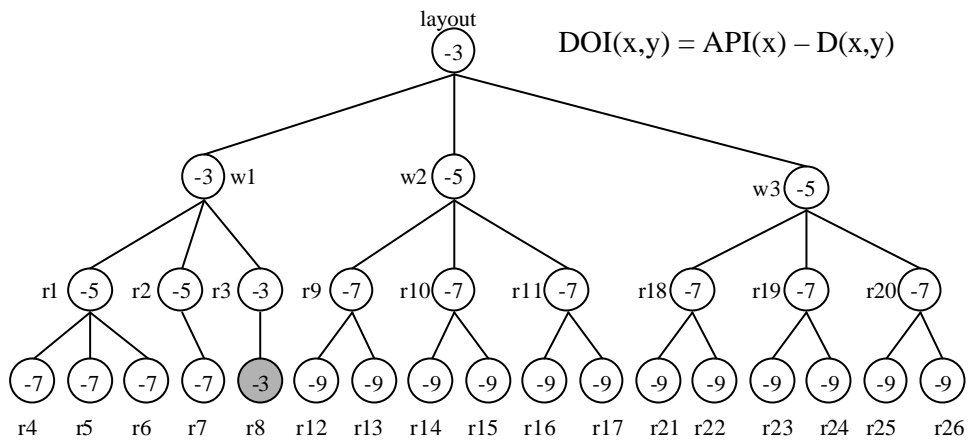 layout
-3
DOI(x,y) = API(x) – D(x,y)
-3 w1 w2 -5 w3 -5
r1 -5 r2 -5 r3 -3 r9 -7 r10 -7 r11 -7 r18 -7 r19 -7 r20 -7
-7 -7 -7 -7 -3 -9 -9 -9 -9 -9 -9 -9 -9 -9 -9 -9 -9
r4 r5 r6 r7 r8 r12 r13 r14 r15 r16 r17 r21 r22 r23 r24 r25 r26